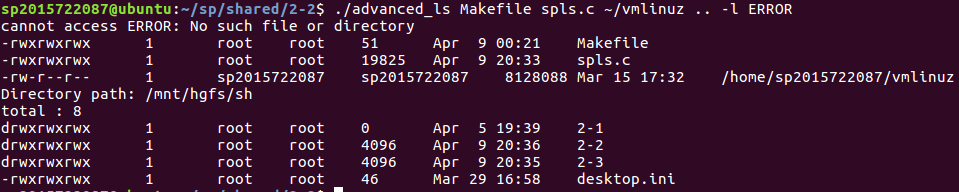 sp2015722087@ubuntu:~/sp/shared/2-2$ ./advanced_ls Makefile spls.c ~/vmlinuz .. -l ERROR
cannot access ERROR: No such file or directory
-rwxrwxrwx 1 root root 51 Apr 9 00:21 Makefile
-rwxrwxrwx 1 root root 19825 Apr 9 20:33 spls.c
-rw-r--r-- 1 sp2015722087 sp2015722087 8128088 Mar 15 17:32 /home/sp2015722087/vmlinuz
Directory path: /mnt/hgfs/sh
total : 8
drwxrwxrwx 1 root root 0 Apr 5 19:39 2-1
drwxrwxrwx 1 root root 4096 Apr 9 20:36 2-2
drwxrwxrwx 1 root root 4096 Apr 9 20:35 2-3
-rwxrwxrwx 1 root root 46 Mar 29 16:58 desktop.ini